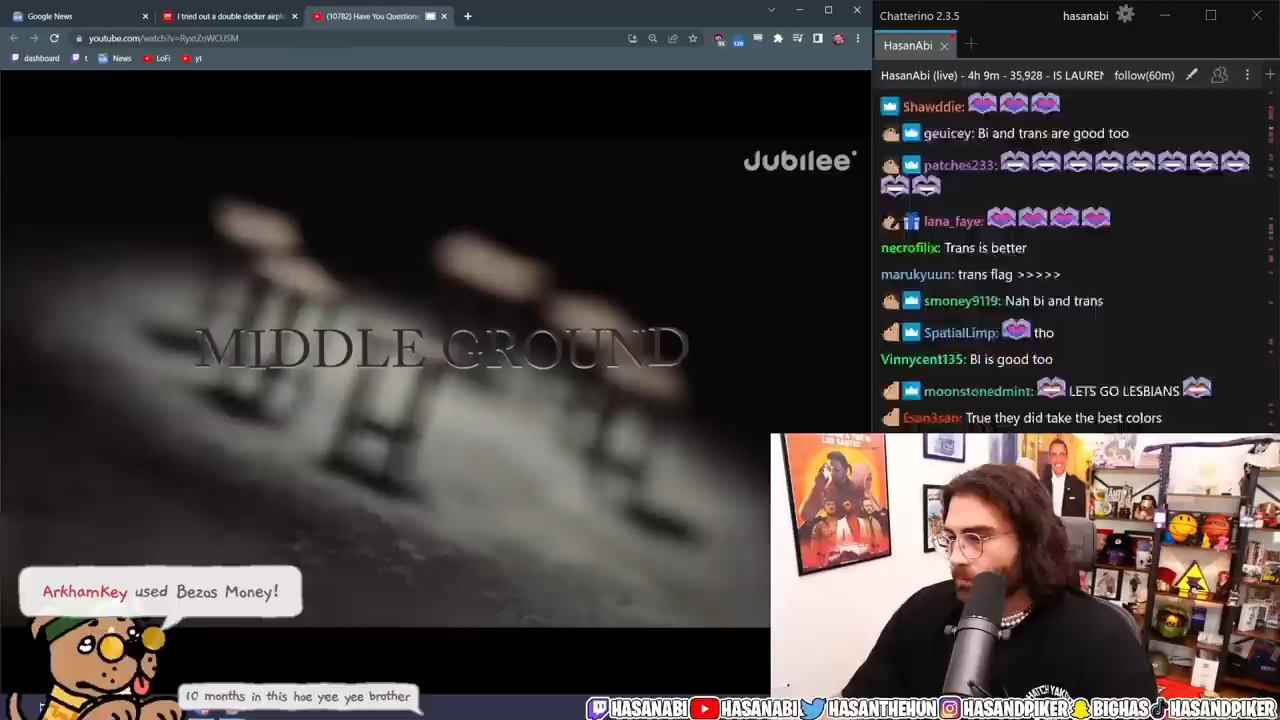 Google News
I tried out a double decker airpl
(10782) Have You Question
youtube.com/watch?v=RyxtZnWCUSM
dashboard
t
News
LoFi
yt
Jubilee
MIDDLE GROUND
ArkhamKey used Bezos Money!
10 months in this hoe yee yee brother
Chatterino 2.3.5
hasanabi
HasanAbi
HasanAbi (live) - 4h 9m - 35,928 - IS LAUREN
follow(60m)
Shawddie:
geuicey: Bi and trans are good too
patches233:
lana_faye:
necrofilix: Trans is better
marukyuun: trans flag >>>>>
smoney9119: Nah bi and trans
SpatialLimp: tho
Vinnycent135: BI is good too
moonstonedmint: LETS GO LESBIANS
Esan3san: True they did take the best colors
HASANABI
HASANABI
HASANTHEHUN
HASANDPIKER
BIGHAS
HASANDPIKER